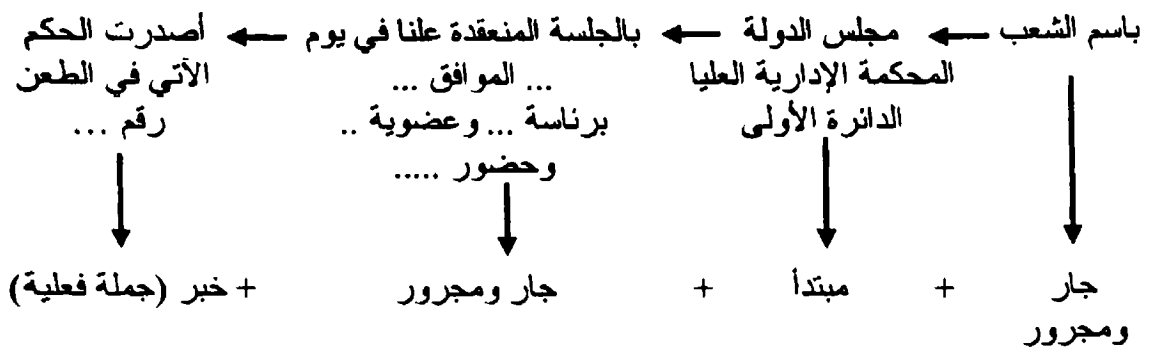 باسم الشعب ← مجلس الدولة ← بالجلسة المنعقدة علنا في يوم ← أصدرت الحكم
المحكمة الإدارية العليا ... الموافق ... الآتي في الطعن
الدائرة الأولى برئاسة ... وعضوية .. رقم ...
وحضور .....
جار + مبتدأ + جار ومجرور + خبر (جملة فعلية)
ومجرور